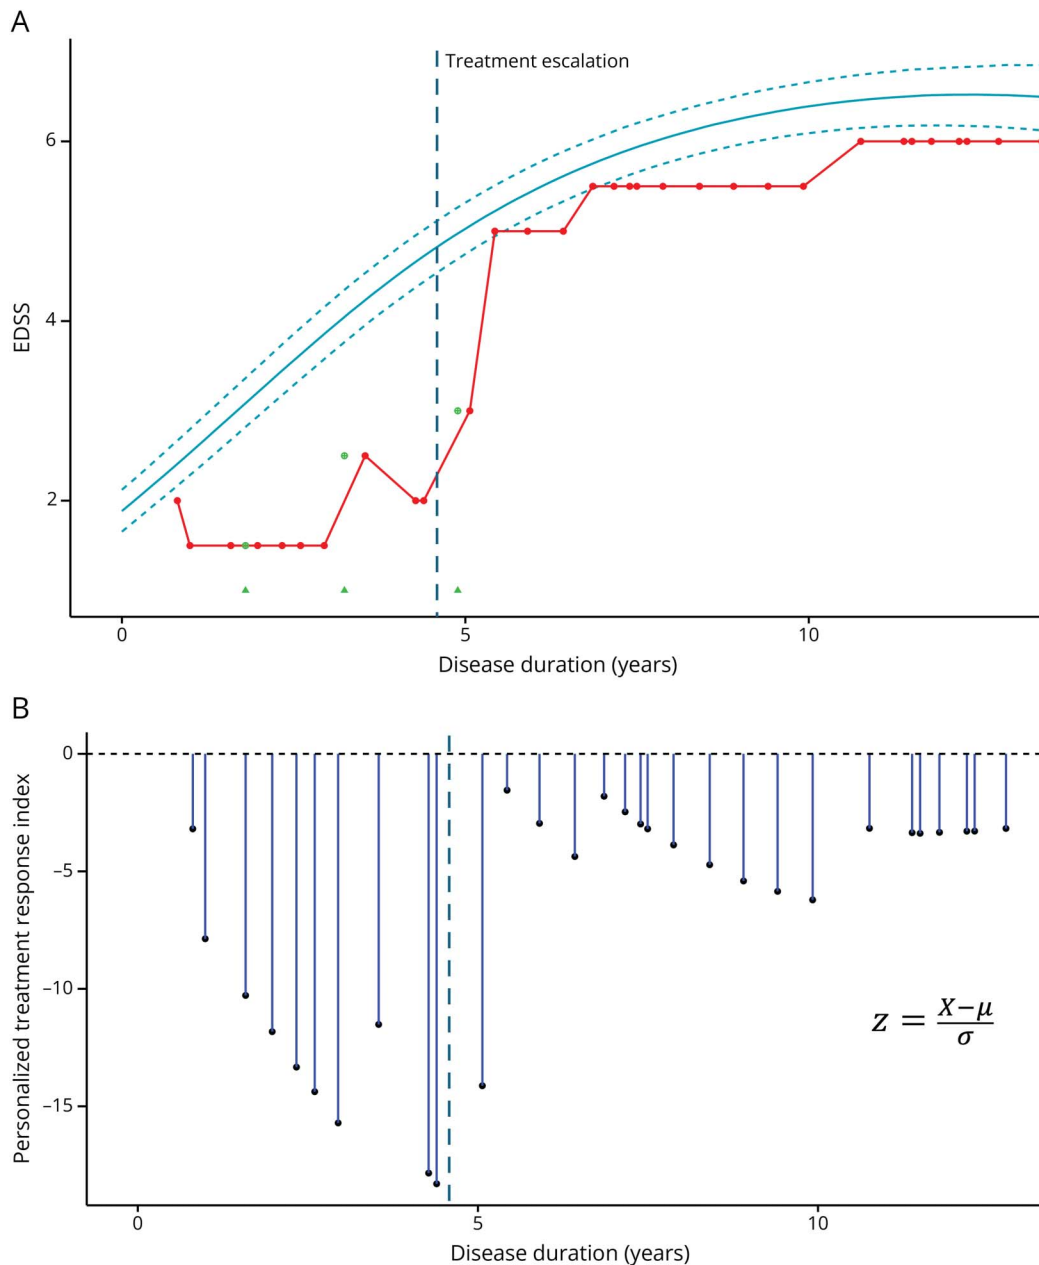 A
Treatment escalation
6
4
2
EDSS
0 5 10
Disease duration (years)
B
0
−5
−10
−15
Personalized treatment response index
z = X−μ / σ
0 5 10
Disease duration (years)